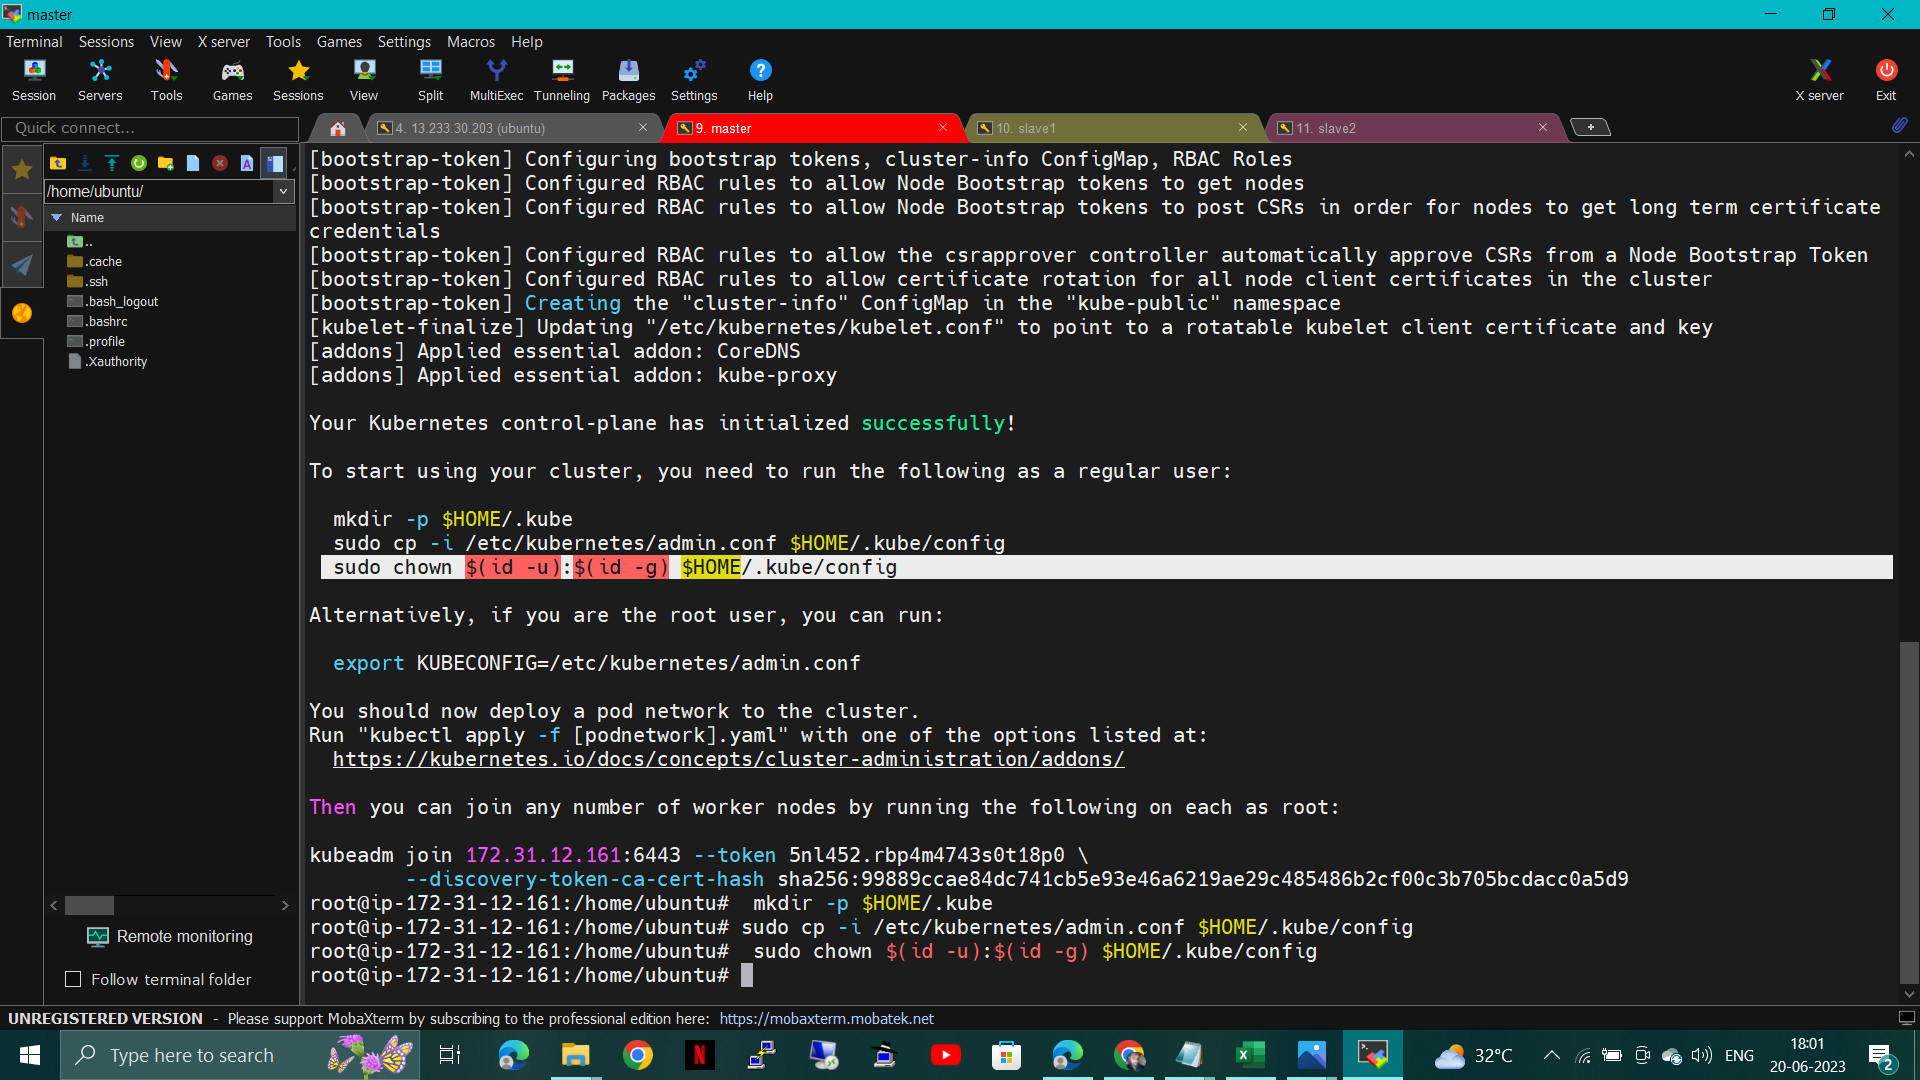 master
Terminal Sessions View X server Tools Games Settings Macros Help
Session Servers Tools Games Sessions View Split MultiExec Tunneling Packages Settings Help X server Exit
Quick connect...
4. 13.233.30.203 (ubuntu)
9. master
10. slave1
11. slave2
/home/ubuntu/
Name
..
.cache
.ssh
.bash_logout
.bashrc
.profile
.Xauthority
Remote monitoring
Follow terminal folder
[bootstrap-token] Configuring bootstrap tokens, cluster-info ConfigMap, RBAC Roles
[bootstrap-token] Configured RBAC rules to allow Node Bootstrap tokens to get nodes
[bootstrap-token] Configured RBAC rules to allow Node Bootstrap tokens to post CSRs in order for nodes to get long term certificate
credentials
[bootstrap-token] Configured RBAC rules to allow the csrapprover controller automatically approve CSRs from a Node Bootstrap Token
[bootstrap-token] Configured RBAC rules to allow certificate rotation for all node client certificates in the cluster
[bootstrap-token] Creating the "cluster-info" ConfigMap in the "kube-public" namespace
[kubelet-finalize] Updating "/etc/kubernetes/kubelet.conf" to point to a rotatable kubelet client certificate and key
[addons] Applied essential addon: CoreDNS
[addons] Applied essential addon: kube-proxy
Your Kubernetes control-plane has initialized successfully!
To start using your cluster, you need to run the following as a regular user:
mkdir -p $HOME/.kube
sudo cp -i /etc/kubernetes/admin.conf $HOME/.kube/config
sudo chown $(id -u):$(id -g) $HOME/.kube/config
Alternatively, if you are the root user, you can run:
export KUBECONFIG=/etc/kubernetes/admin.conf
You should now deploy a pod network to the cluster.
Run "kubectl apply -f [podnetwork].yaml" with one of the options listed at:
https://kubernetes.io/docs/concepts/cluster-administration/addons/
Then you can join any number of worker nodes by running the following on each as root:
kubeadm join 172.31.12.161:6443 --token 5nl452.rbp4m4743s0t18p0 \
--discovery-token-ca-cert-hash sha256:99889ccae84dc741cb5e93e46a6219ae29c485486b2cf00c3b705bcdacc0a5d9
root@ip-172-31-12-161:/home/ubuntu#  mkdir -p $HOME/.kube
root@ip-172-31-12-161:/home/ubuntu# sudo cp -i /etc/kubernetes/admin.conf $HOME/.kube/config
root@ip-172-31-12-161:/home/ubuntu#  sudo chown $(id -u):$(id -g) $HOME/.kube/config
root@ip-172-31-12-161:/home/ubuntu#
UNREGISTERED VERSION - Please support MobaXterm by subscribing to the professional edition here: https://mobaxterm.mobatek.net
Type here to search
32°C
ENG
18:01
20-06-2023
2